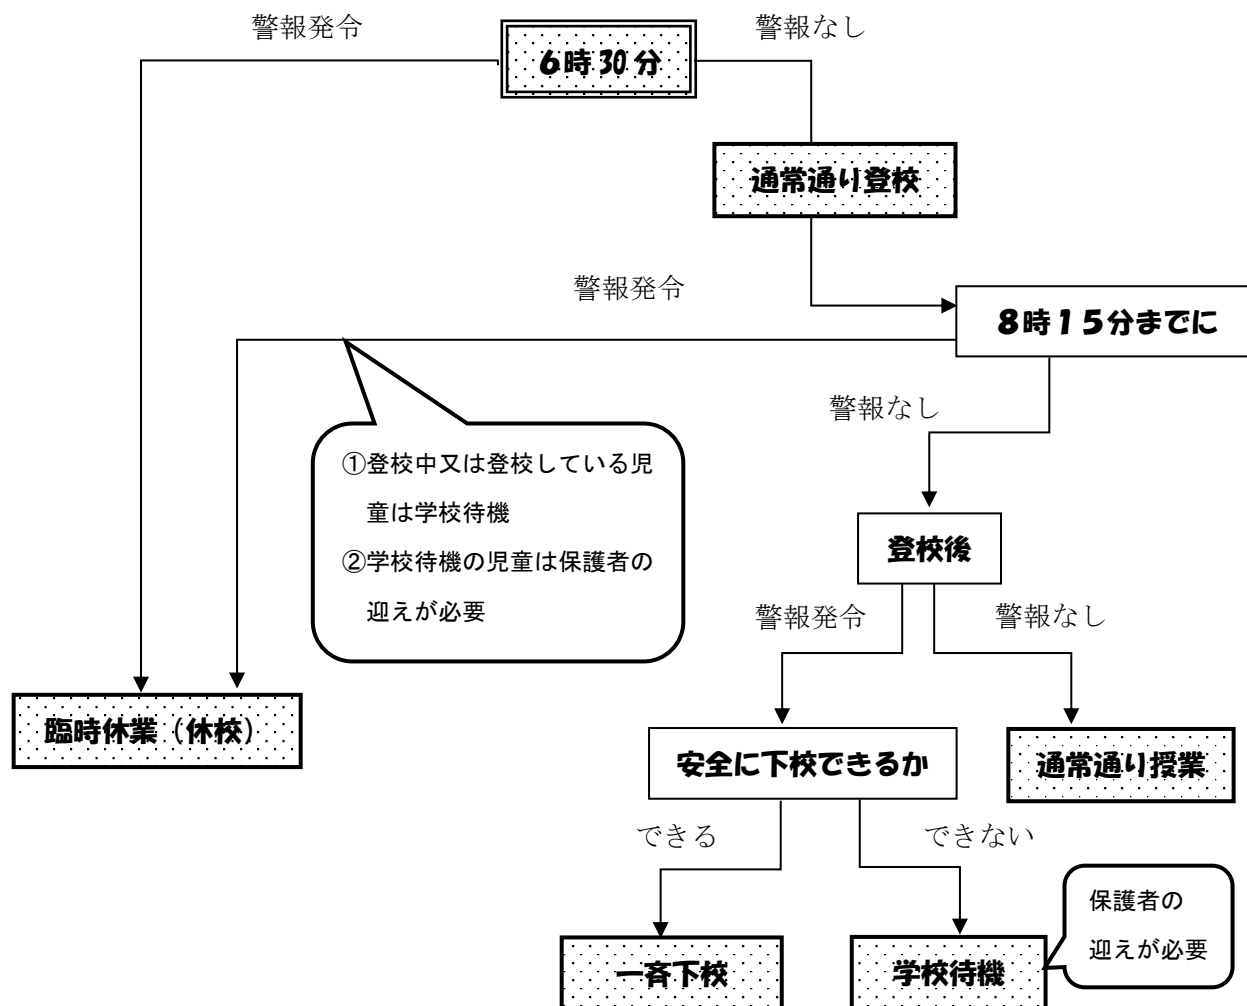 警報発令
警報なし
6時30分
通常通り登校
警報発令
8時15分までに
警報なし
①登校中又は登校している児
童は学校待機
②学校待機の児童は保護者の
迎えが必要
登校後
警報発令
警報なし
臨時休業（休校）
安全に下校できるか
通常通り授業
できる
できない
保護者の
迎えが必要
一斉下校
学校待機